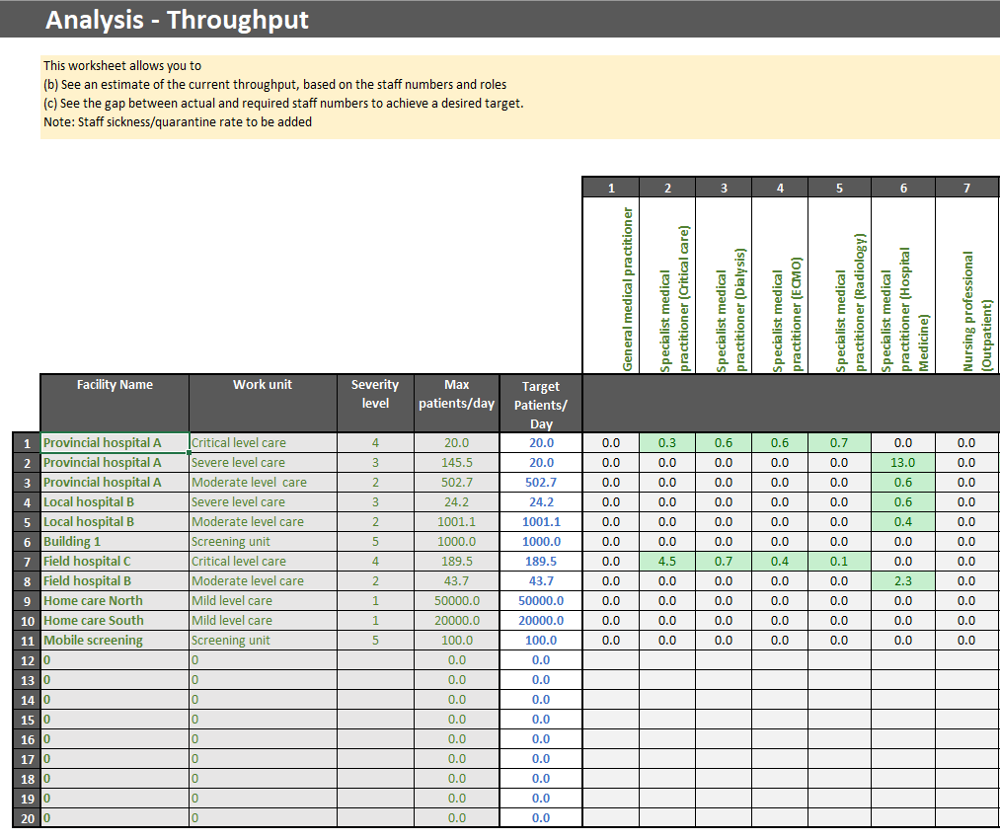 Analysis - Throughput
This worksheet allows you to
(b) See an estimate of the current throughput, based on the staff numbers and roles
(c) See the gap between actual and required staff numbers to achieve a desired target.
Note: Staff sickness/quarantine rate to be added
1 2 3 4 5 6 7
General medical practitioner
Specialist medical
practitioner (Critical care)
Specialist medical
practitioner (Dialysis)
Specialist medical
practitioner (ECMO)
Specialist medical
practitioner (Radiology)
Specialist medical
practitioner (Hospital
Medicine)
Nursing professional
(Outpatient)
Facility Name
Work unit
Severity
level
Max
patients/day
Target
Patients/
Day
1 Provincial hospital A Critical level care 4 20.0 20.0 0.0 0.3 0.6 0.6 0.7 0.0 0.0
2 Provincial hospital A Severe level care 3 145.5 20.0 0.0 0.0 0.0 0.0 0.0 13.0 0.0
3 Provincial hospital A Moderate level  care 2 502.7 502.7 0.0 0.0 0.0 0.0 0.0 0.6 0.0
4 Local hospital B Severe level care 3 24.2 24.2 0.0 0.0 0.0 0.0 0.0 0.6 0.0
5 Local hospital B Moderate level care 2 1001.1 1001.1 0.0 0.0 0.0 0.0 0.0 0.4 0.0
6 Building 1 Screening unit 5 1000.0 1000.0 0.0 0.0 0.0 0.0 0.0 0.0 0.0
7 Field hospital C Critical level care 4 189.5 189.5 0.0 4.5 0.7 0.4 0.1 0.0 0.0
8 Field hospital B Moderate level care 2 43.7 43.7 0.0 0.0 0.0 0.0 0.0 2.3 0.0
9 Home care North Mild level care 1 50000.0 50000.0 0.0 0.0 0.0 0.0 0.0 0.0 0.0
10 Home care South Mild level care 1 20000.0 20000.0 0.0 0.0 0.0 0.0 0.0 0.0 0.0
11 Mobile screening Screening unit 5 100.0 100.0 0.0 0.0 0.0 0.0 0.0 0.0 0.0
12 0 0 0.0 0.0
13 0 0 0.0 0.0
14 0 0 0.0 0.0
15 0 0 0.0 0.0
16 0 0 0.0 0.0
17 0 0 0.0 0.0
18 0 0 0.0 0.0
19 0 0 0.0 0.0
20 0 0 0.0 0.0